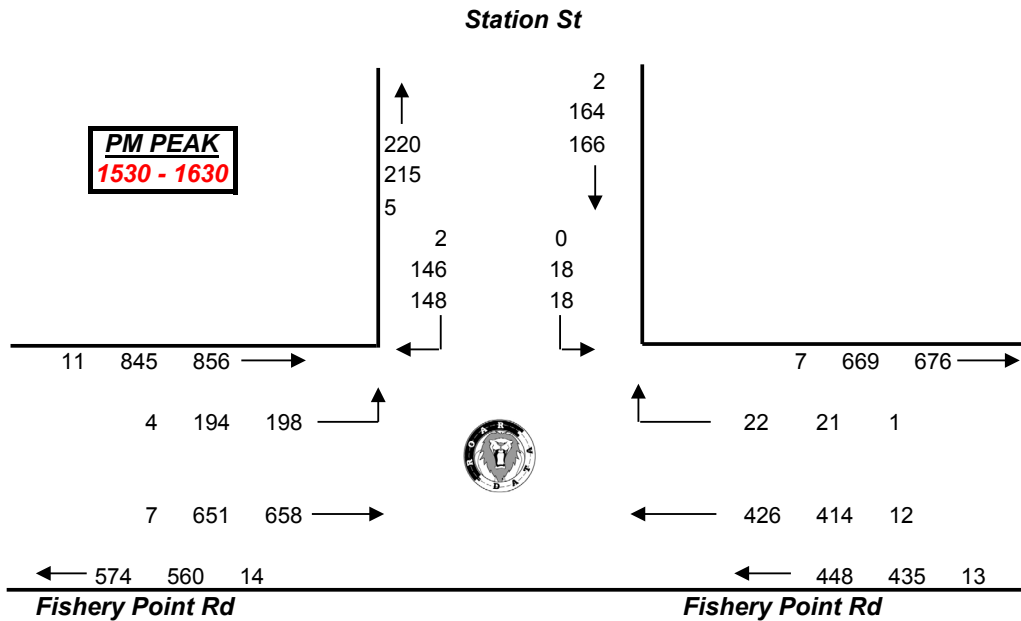 Station St
2
164
PM PEAK
220
166
1530 - 1630
215
5
2
0
146
18
148
18
11 845 856
7 669 676
4 194 198
22 21 1
ROAR DATA
7 651 658
426 414 12
574 560 14
448 435 13
Fishery Point Rd
Fishery Point Rd